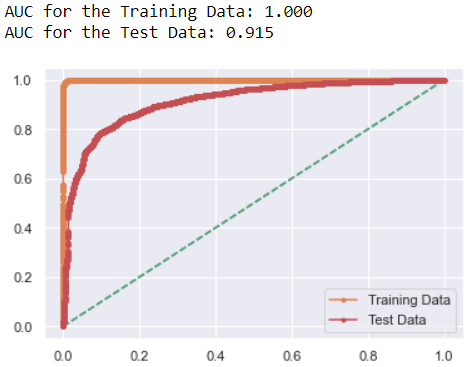 AUC for the Training Data: 1.000
AUC for the Test Data: 0.915
1.0
0.8
0.6
0.4
0.2
0.0
Training Data
Test Data
0.0 0.2 0.4 0.6 0.8 1.0